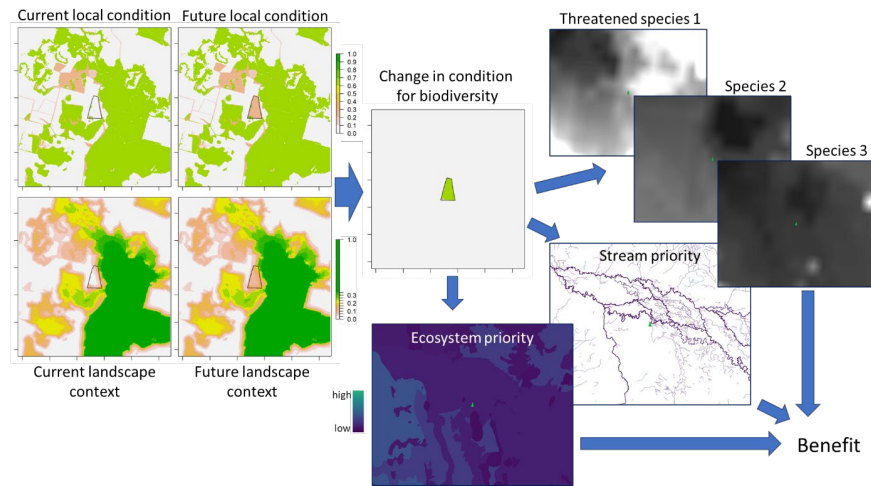 Current local condition
Future local condition
1.0
0.9
0.8
0.7
0.6
0.5
0.4
0.3
0.2
0.1
0.0
1.0
0.3
0.2
0.1
0.0
Current landscape
context
Future landscape
context
Change in condition
for biodiversity
Threatened species 1
Species 2
Species 3
Stream priority
Ecosystem priority
high
low
Benefit